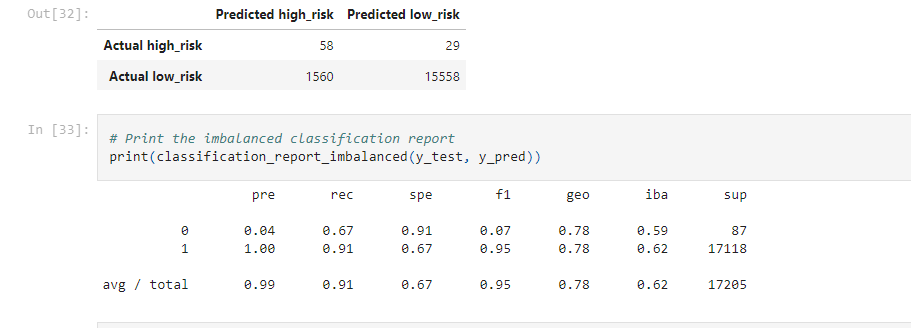 Out[32]:
Predicted high_risk Predicted low_risk
Actual high_risk 58 29
Actual low_risk 1560 15558
In [33]:
# Print the imbalanced classification report
print(classification_report_imbalanced(y_test, y_pred))
pre rec spe f1 geo iba sup
0 0.04 0.67 0.91 0.07 0.78 0.59 87
1 1.00 0.91 0.67 0.95 0.78 0.62 17118
avg / total 0.99 0.91 0.67 0.95 0.78 0.62 17205